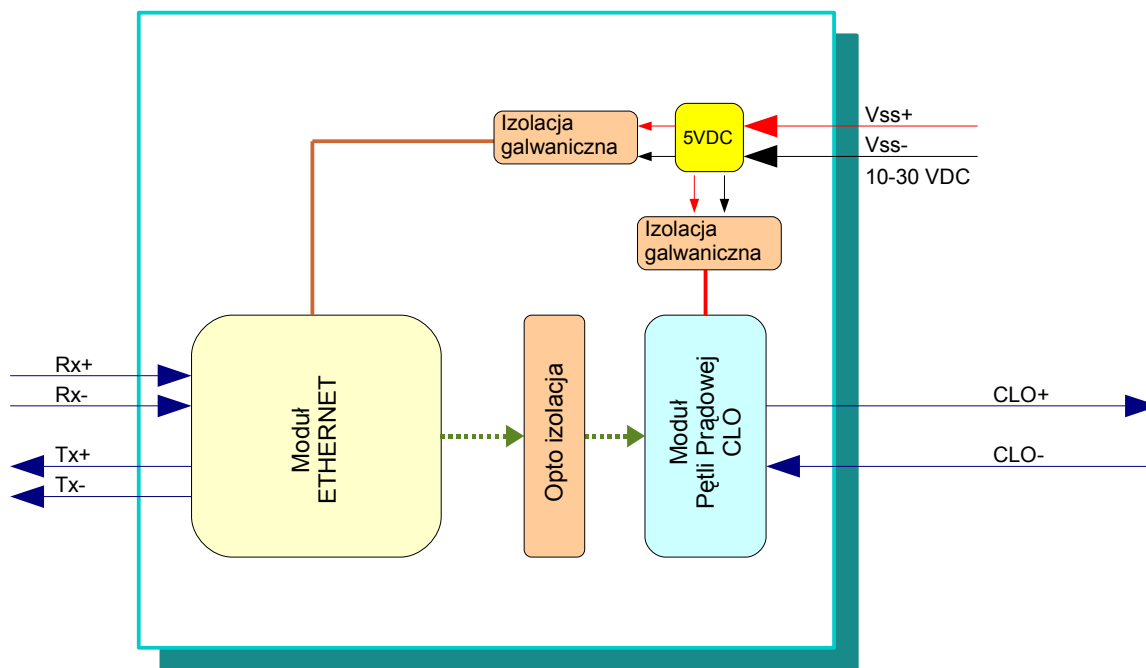 Izolacja
galwaniczna
5VDC
Vss+
Vss-
10-30 VDC
Izolacja
galwaniczna
Rx+
Rx-
Tx+
Tx-
Moduł
ETHERNET
Opto izolacja
Moduł
Pętli Prądowej
CLO
CLO+
CLO-